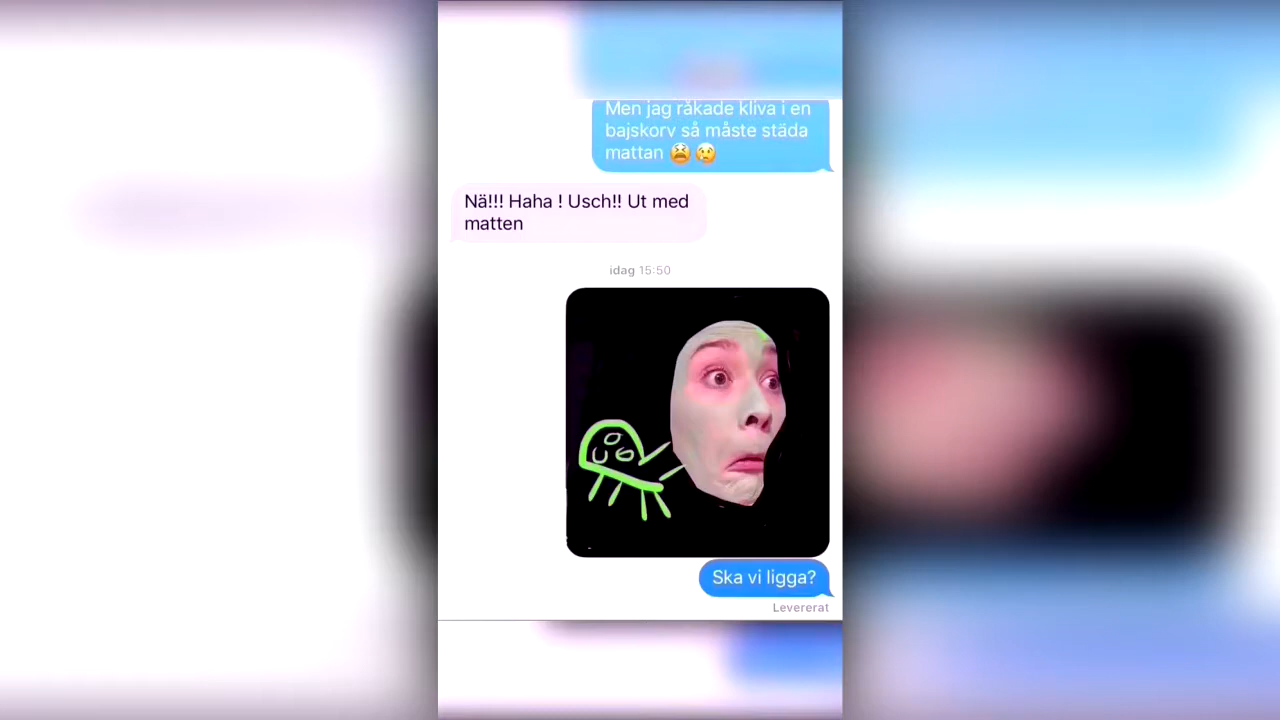 Men jag råkade kliva i en
bajskorv så måste städa
mattan 😫😢
Nä!!! Haha ! Usch!! Ut med
matten
idag 15:50
Ska vi ligga?
Levererat